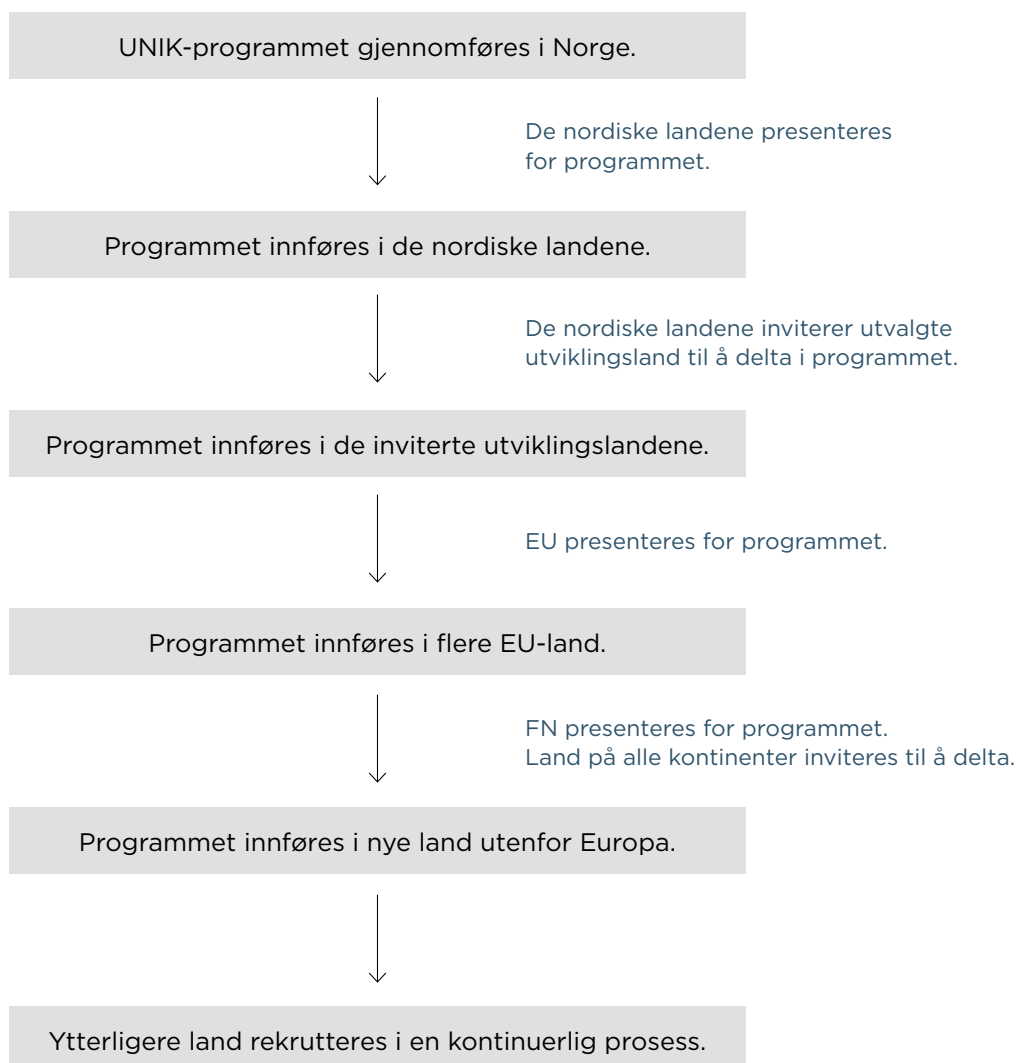 UNIK-programmet gjennomføres i Norge.
De nordiske landene presenteres
for programmet.
Programmet innføres i de nordiske landene.
De nordiske landene inviterer utvalgte
utviklingsland til å delta i programmet.
Programmet innføres i de inviterte utviklingslandene.
EU presenteres for programmet.
Programmet innføres i flere EU-land.
FN presenteres for programmet.
Land på alle kontinenter inviteres til å delta.
Programmet innføres i nye land utenfor Europa.
Ytterligere land rekrutteres i en kontinuerlig prosess.